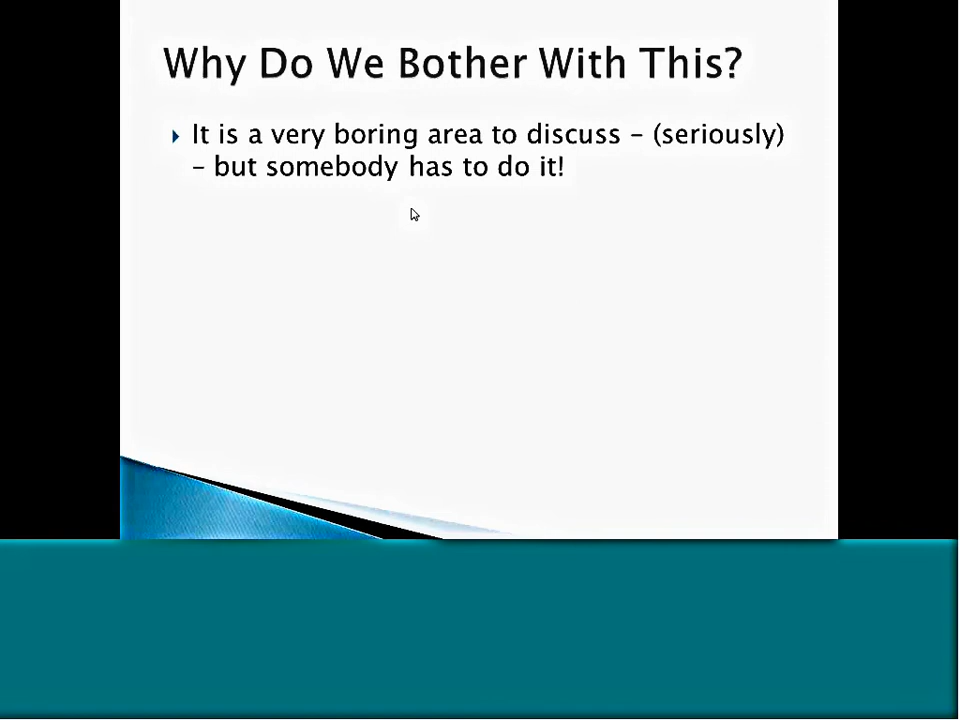 Why Do We Bother With This?
It is a very boring area to discuss – (seriously)
– but somebody has to do it!